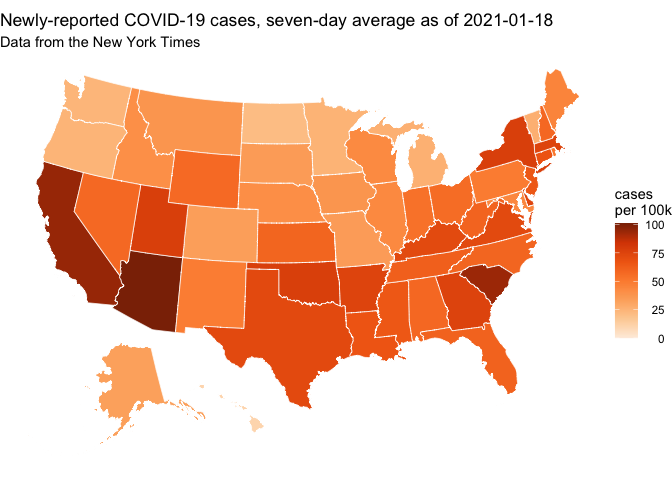 Newly-reported COVID-19 cases, seven-day average as of 2021-01-18
Data from the New York Times
cases
per 100k
100
75
50
25
0